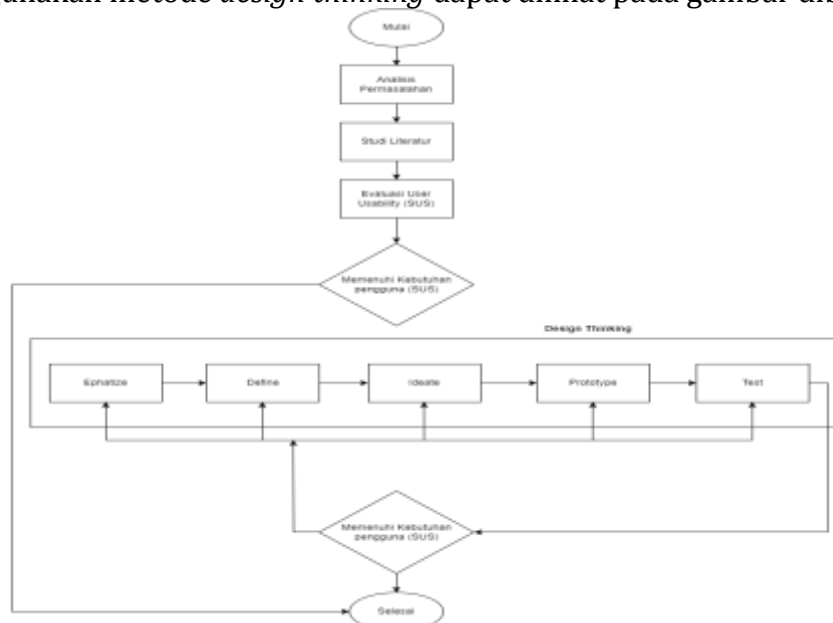 metode design thinking dapat dilihat pada gambar
Mulai
Analisis
Permasalahan
Studi Literatur
Evaluasi User
Usability (SUS)
Memenuhi Kebutuhan
pengguna (SUS)
Design Thinking
Ephatize
Define
Ideate
Prototype
Test
Memenuhi Kebutuhan
pengguna (SUS)
Selesai